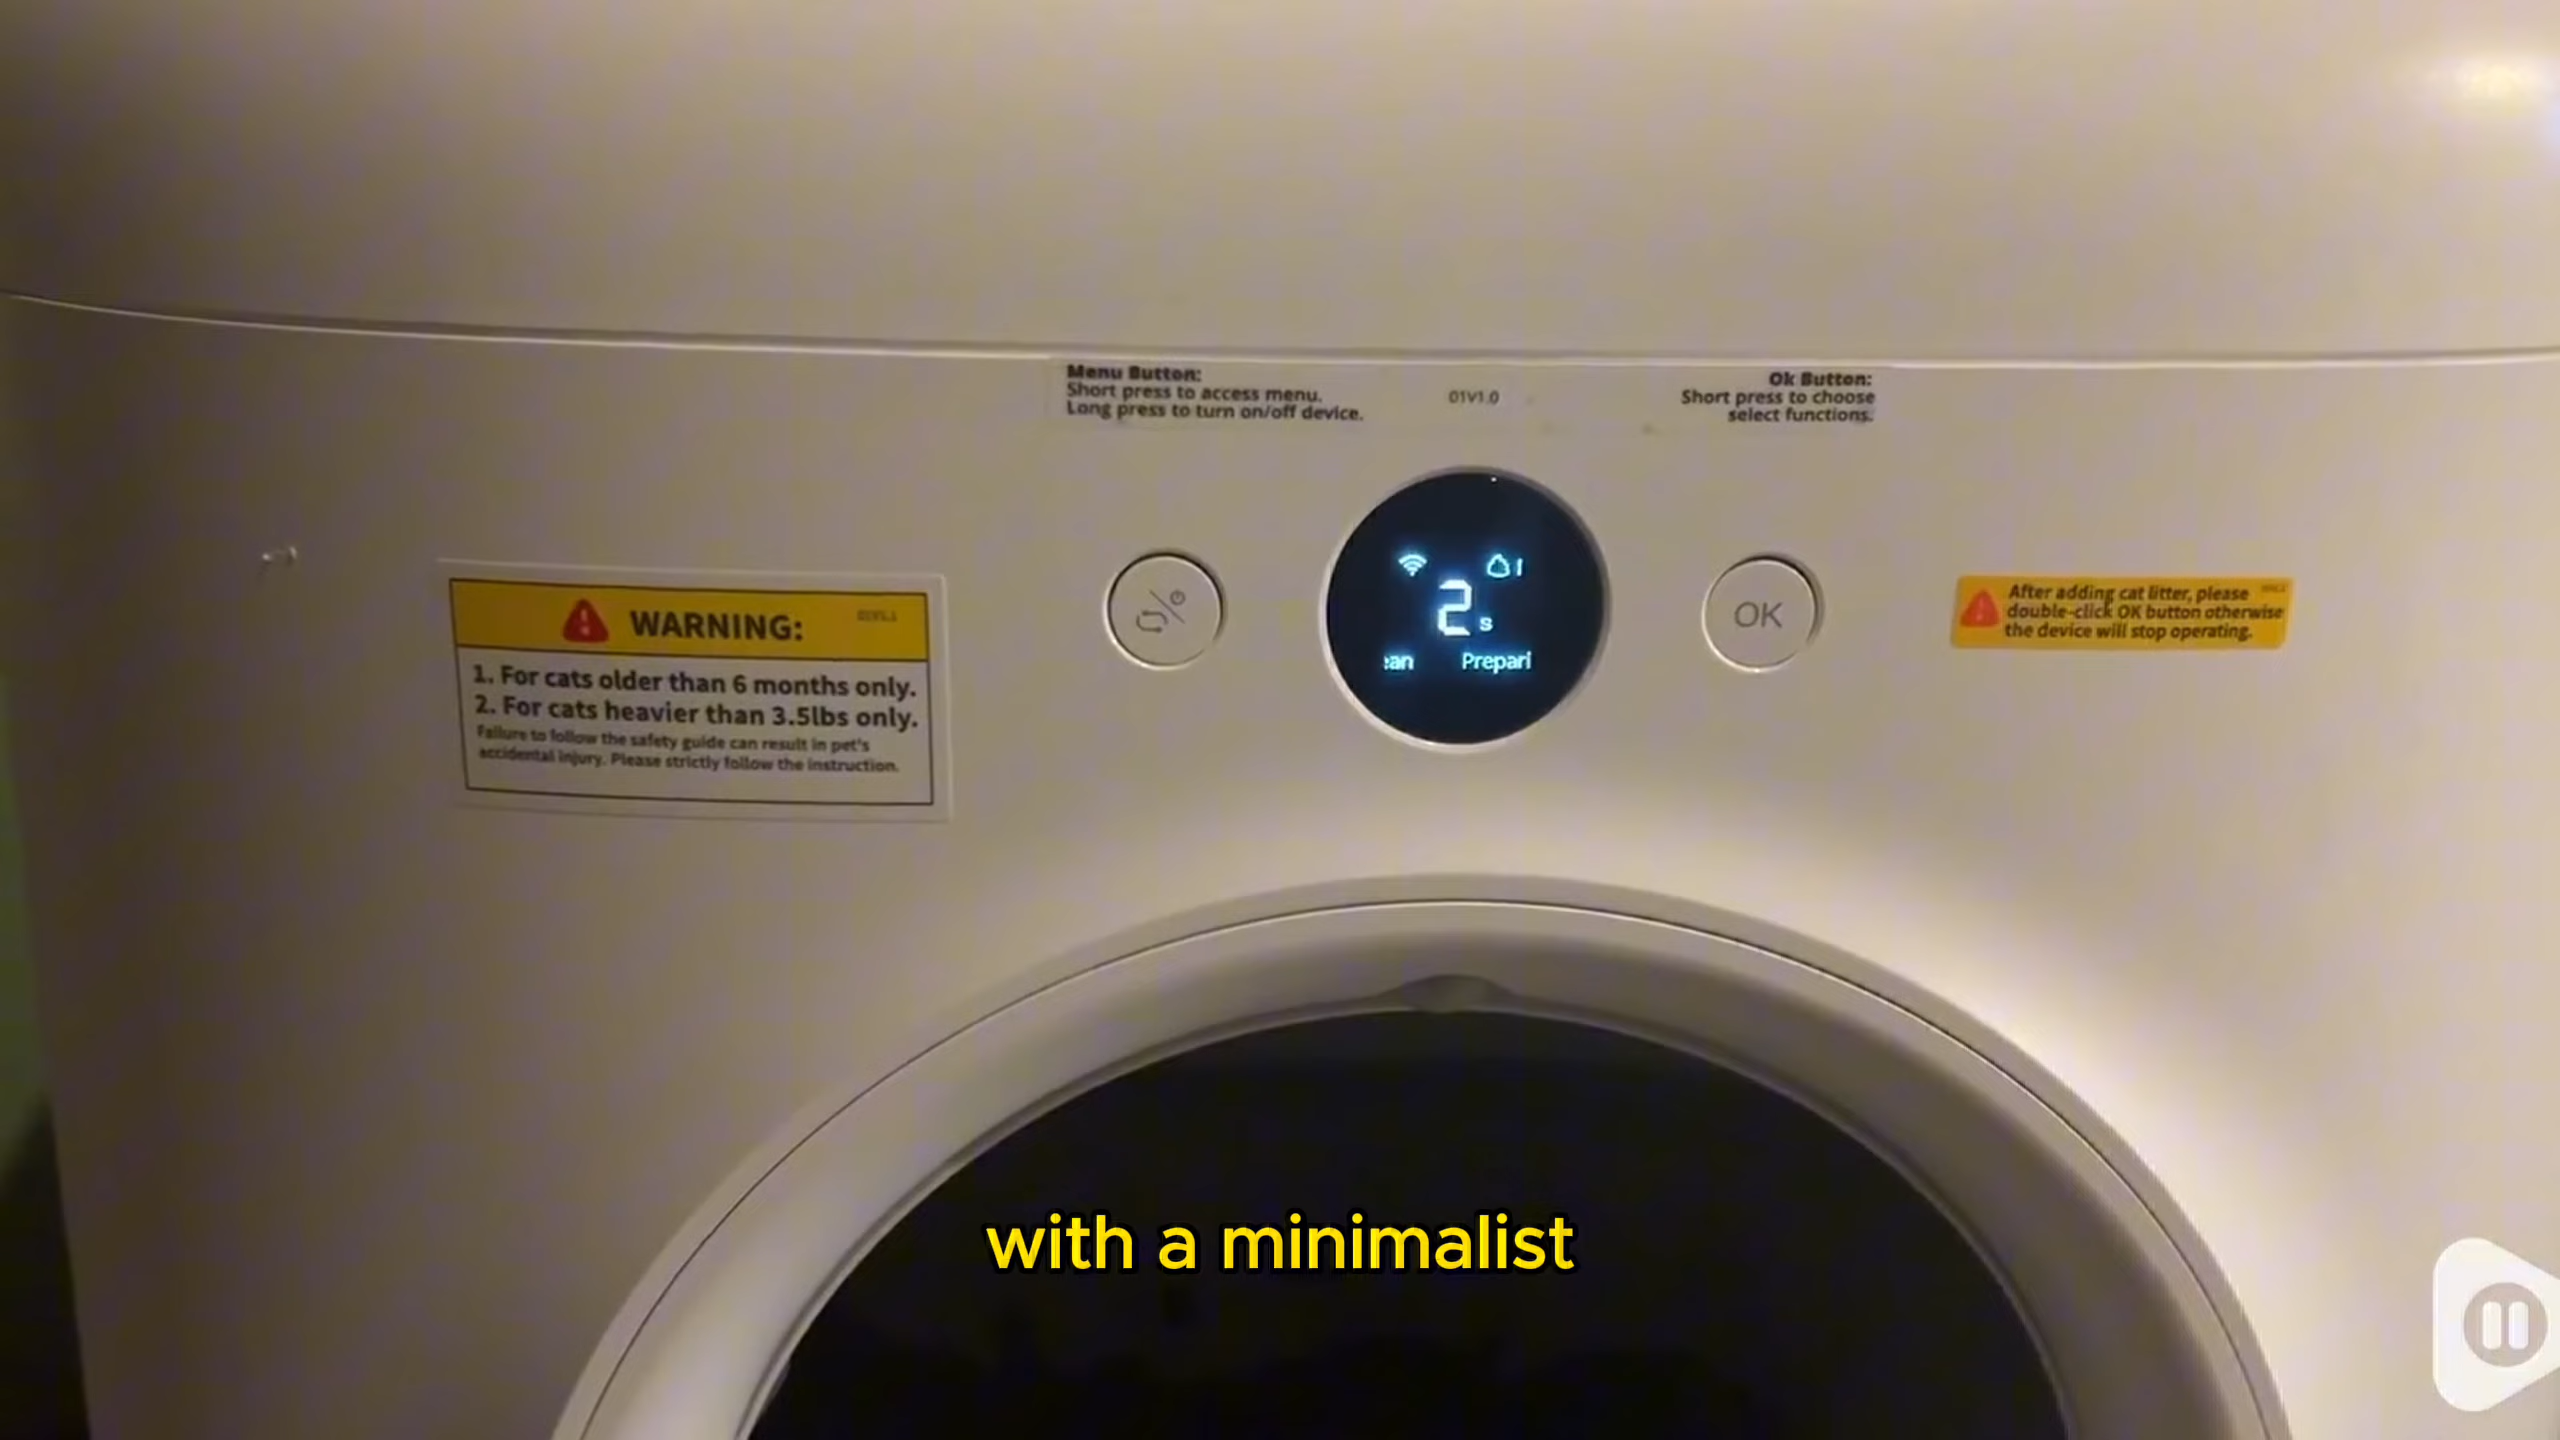 Menu Button:
Short press to access menu.
Long press to turn on/off device.
01V1.0
Ok Button:
Short press to choose
select functions.
WARNING:
1. For cats older than 6 months only.
2. For cats heavier than 3.5lbs only.
Failure to follow the safety guide can result in pet's
accidental injury. Please strictly follow the instruction.
2 s
an Prepari
OK
After adding cat litter, please
double-click OK button otherwise
the device will stop operating.
with a minimalist